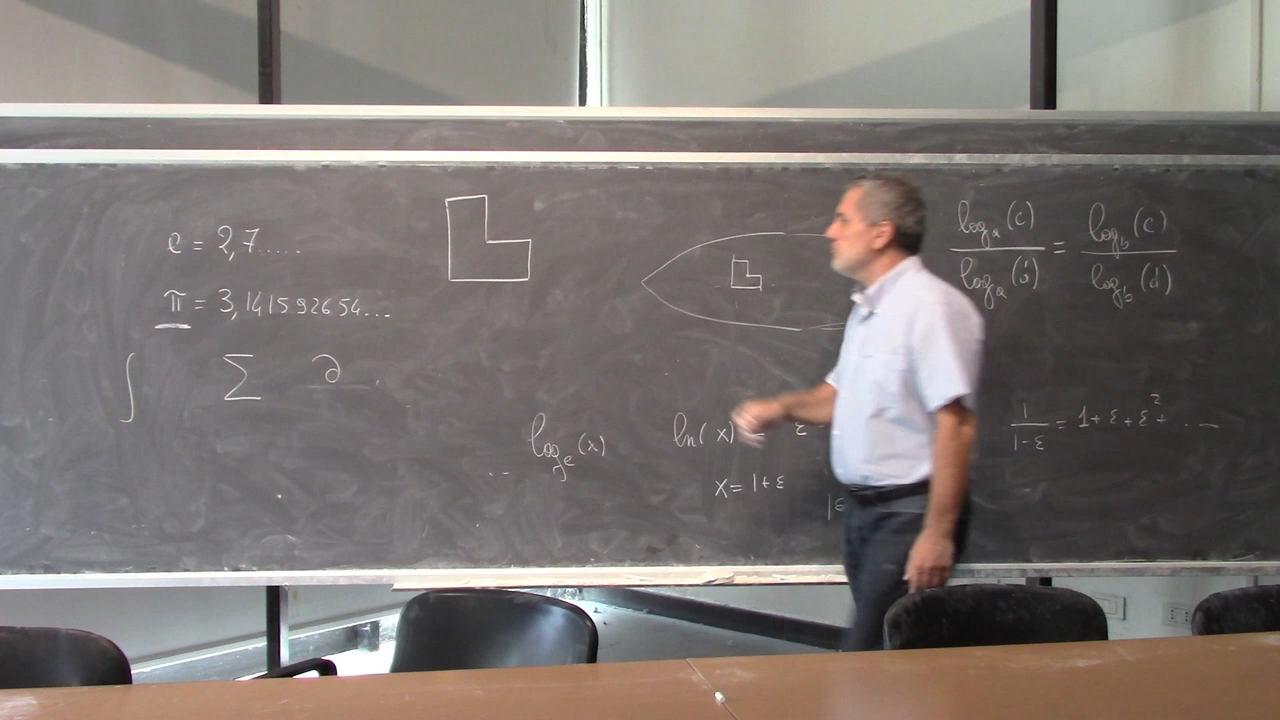 e = 2,7.....
π = 3,141592654...
∫ ∑ ∂
log_e(x)
ln(x) = ε
x = 1+ε
|ε
log_a(c)/log_a(d) = log_b(c)/log_b(d)
1/(1-ε) = 1+ε+ε²+ ...